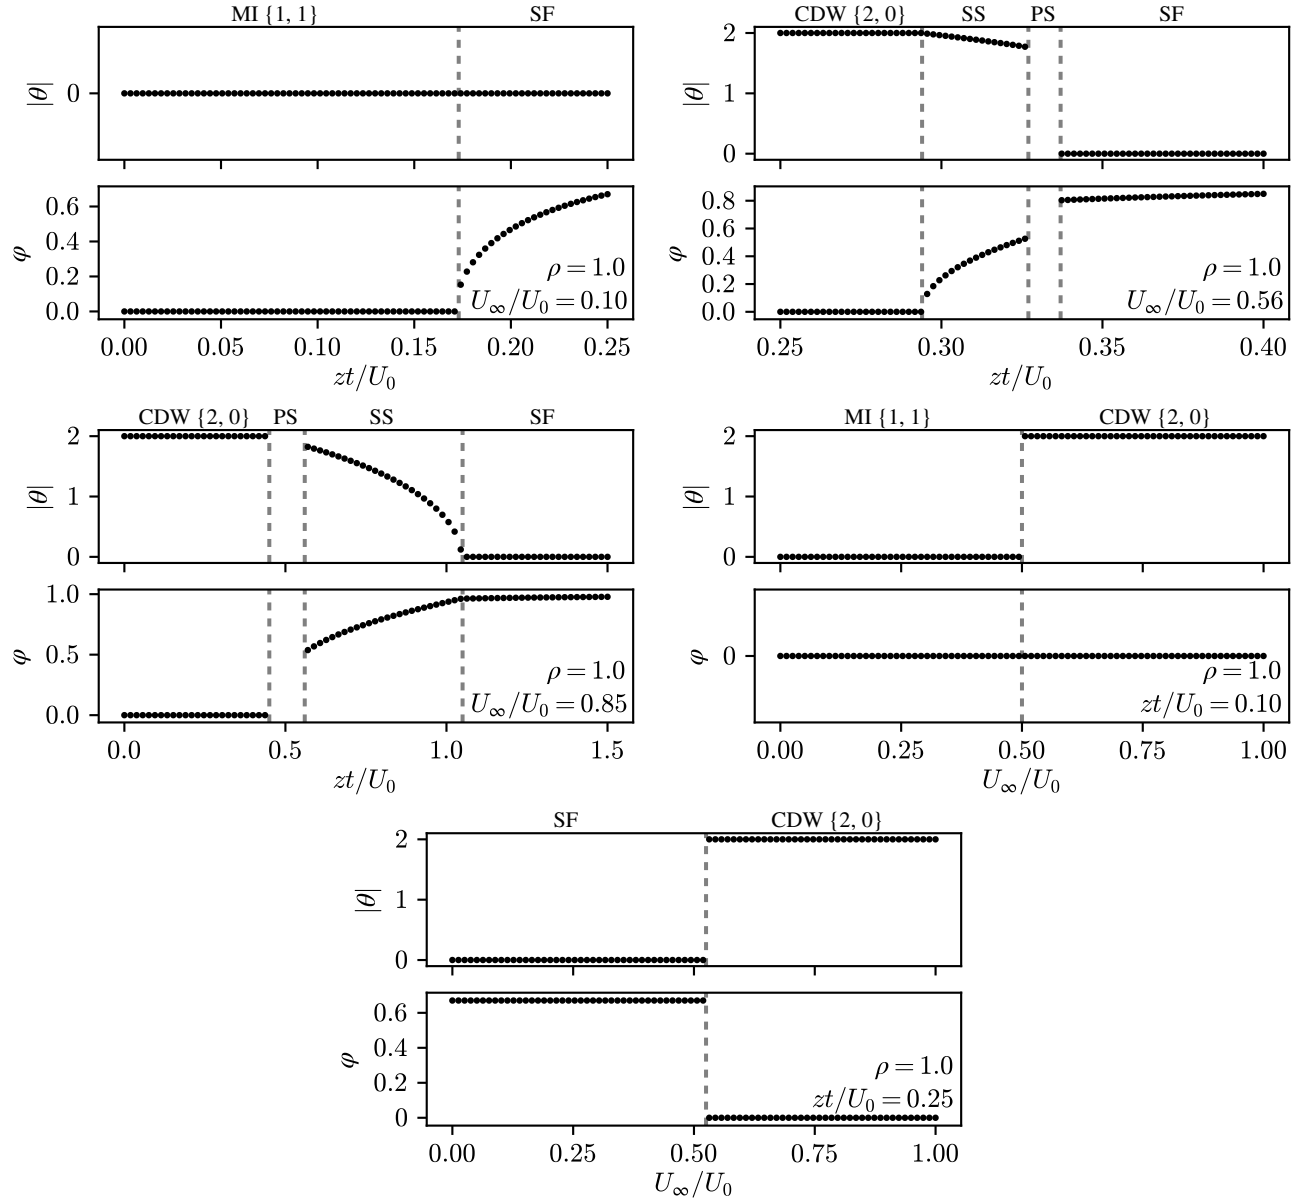 MI {1, 1} SF
|θ| 0
φ 0.6 0.4 0.2 0.0
ρ = 1.0
U∞/U0 = 0.10
0.00 0.05 0.10 0.15 0.20 0.25
zt/U0
CDW {2, 0} SS PS SF
|θ| 2 1 0
φ 0.8 0.6 0.4 0.2 0.0
ρ = 1.0
U∞/U0 = 0.56
0.25 0.30 0.35 0.40
zt/U0
CDW {2, 0} PS SS SF
|θ| 2 1 0
φ 1.0 0.5 0.0
ρ = 1.0
U∞/U0 = 0.85
0.0 0.5 1.0 1.5
zt/U0
MI {1, 1} CDW {2, 0}
|θ| 2 1 0
φ 0
ρ = 1.0
zt/U0 = 0.10
0.00 0.25 0.50 0.75 1.00
U∞/U0
SF CDW {2, 0}
|θ| 2 1 0
φ 0.6 0.4 0.2 0
ρ = 1.0
zt/U0 = 0.25
0.00 0.25 0.50 0.75 1.00
U∞/U0